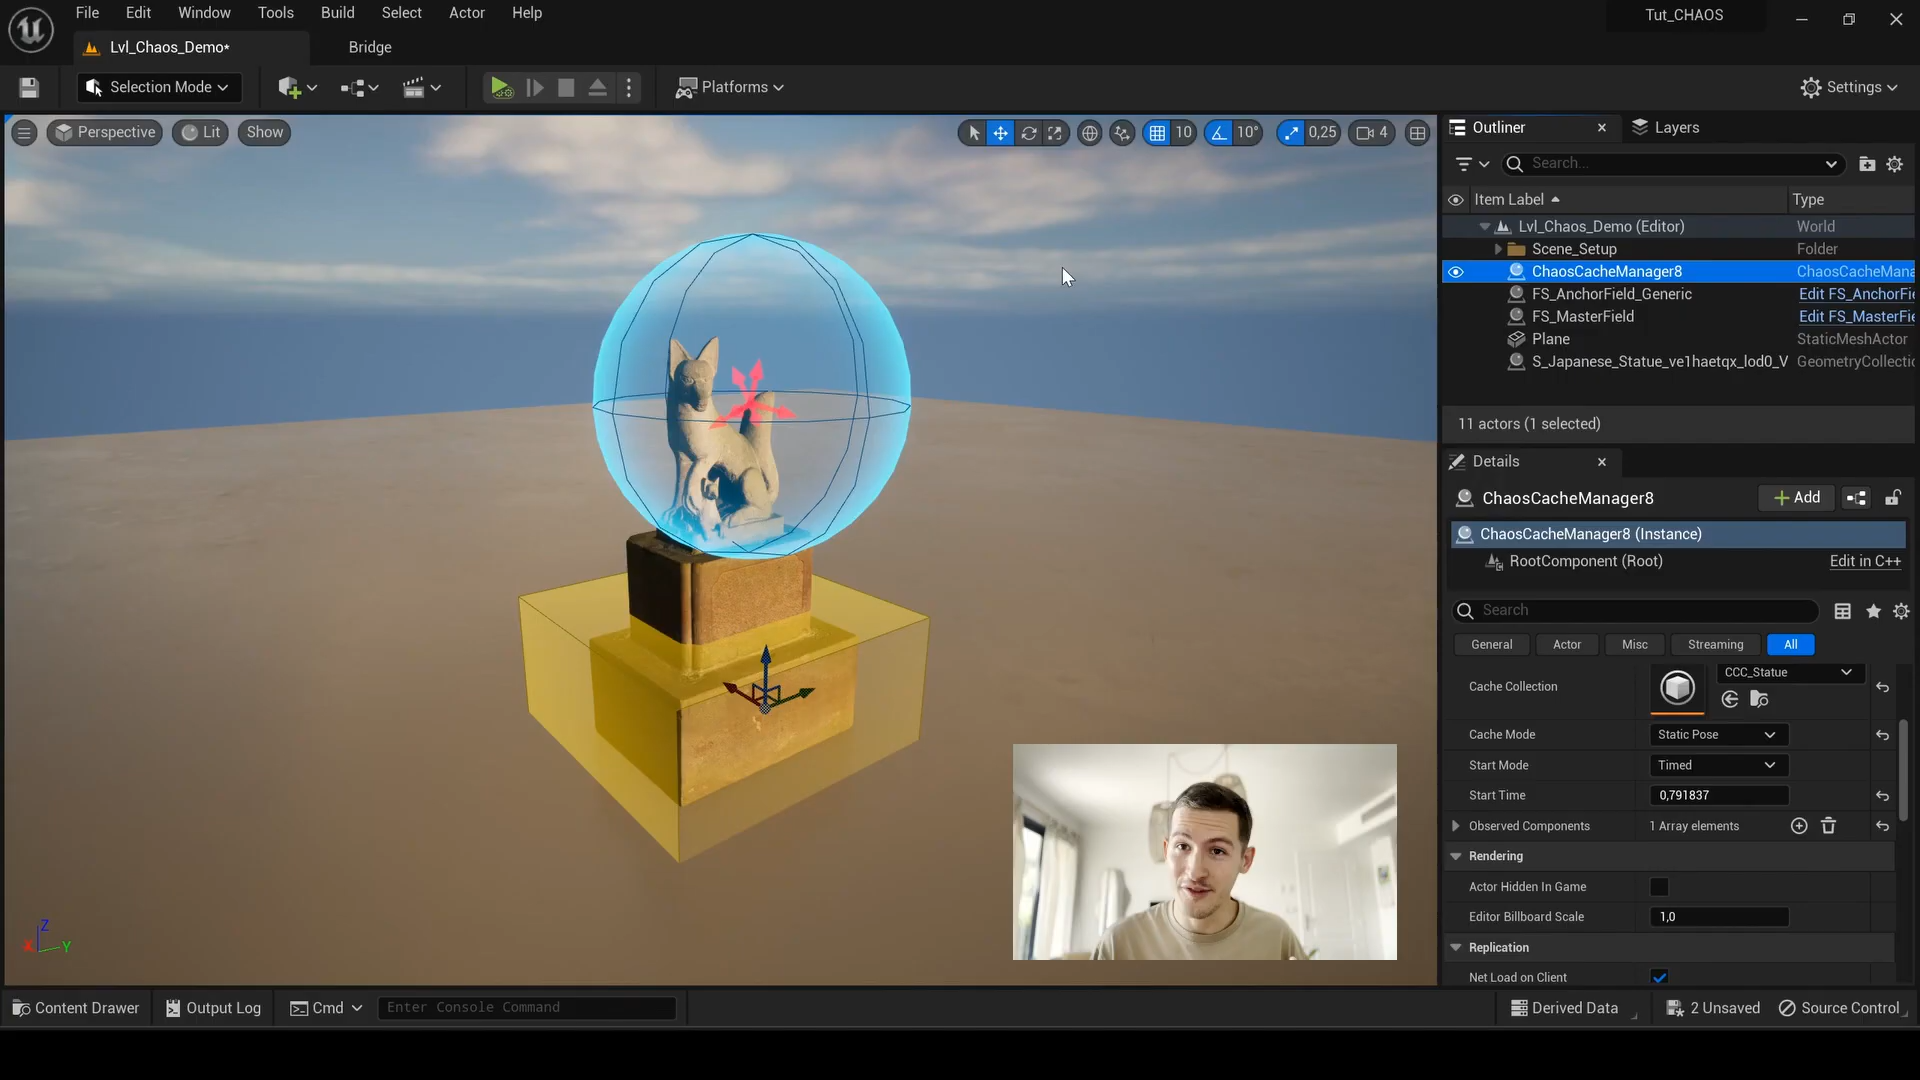 File Edit Window Tools Build Select Actor Help
Tut_CHAOS
Lvl_Chaos_Demo*
Bridge
Selection Mode
Platforms
Settings
Perspective
Lit
Show
10
10°
0,25
4
Outliner
Layers
Search...
Item Label
Type
Lvl_Chaos_Demo (Editor)
World
Scene_Setup
Folder
ChaosCacheManager8
ChaosCacheMana
FS_AnchorField_Generic
Edit FS_AnchorFie
FS_MasterField
Edit FS_MasterFie
Plane
StaticMeshActor
S_Japanese_Statue_ve1haetqx_lod0_V
GeometryCollectio
11 actors (1 selected)
Details
ChaosCacheManager8
Add
ChaosCacheManager8 (Instance)
RootComponent (Root)
Edit in C++
Search
General
Actor
Misc
Streaming
All
Cache Collection
CCC_Statue
Cache Mode
Static Pose
Start Mode
Timed
Start Time
0,791837
Observed Components
1 Array elements
Rendering
Actor Hidden In Game
Editor Billboard Scale
1,0
Replication
Net Load on Client
Z
X
Y
Content Drawer
Output Log
Cmd
Enter Console Command
Derived Data
2 Unsaved
Source Control